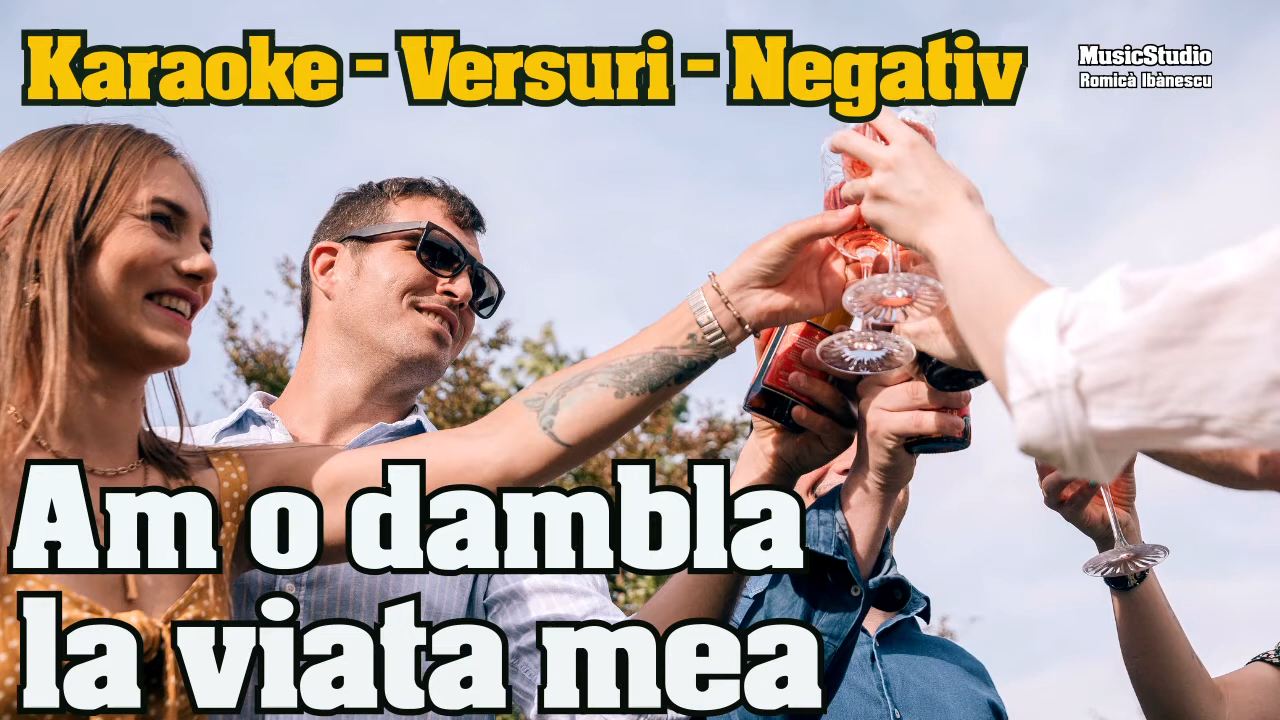 Karaoke - Versuri - Negativ
MusicStudio
Romicà Ibànescu
Am o dambla
la viata mea